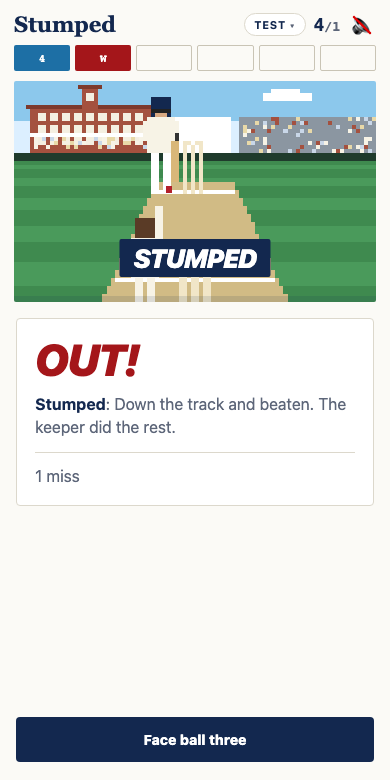 Stumped
TEST ▾
4/1
4
W
STUMPED
OUT!
Stumped: Down the track and beaten. The
keeper did the rest.
1 miss
Face ball three